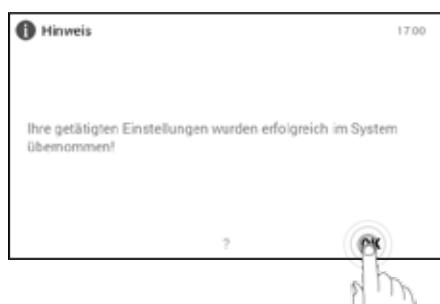 Hinweis 17:00
Ihre getätigten Einstellungen wurden erfolgreich im System
übernommen!
? OK